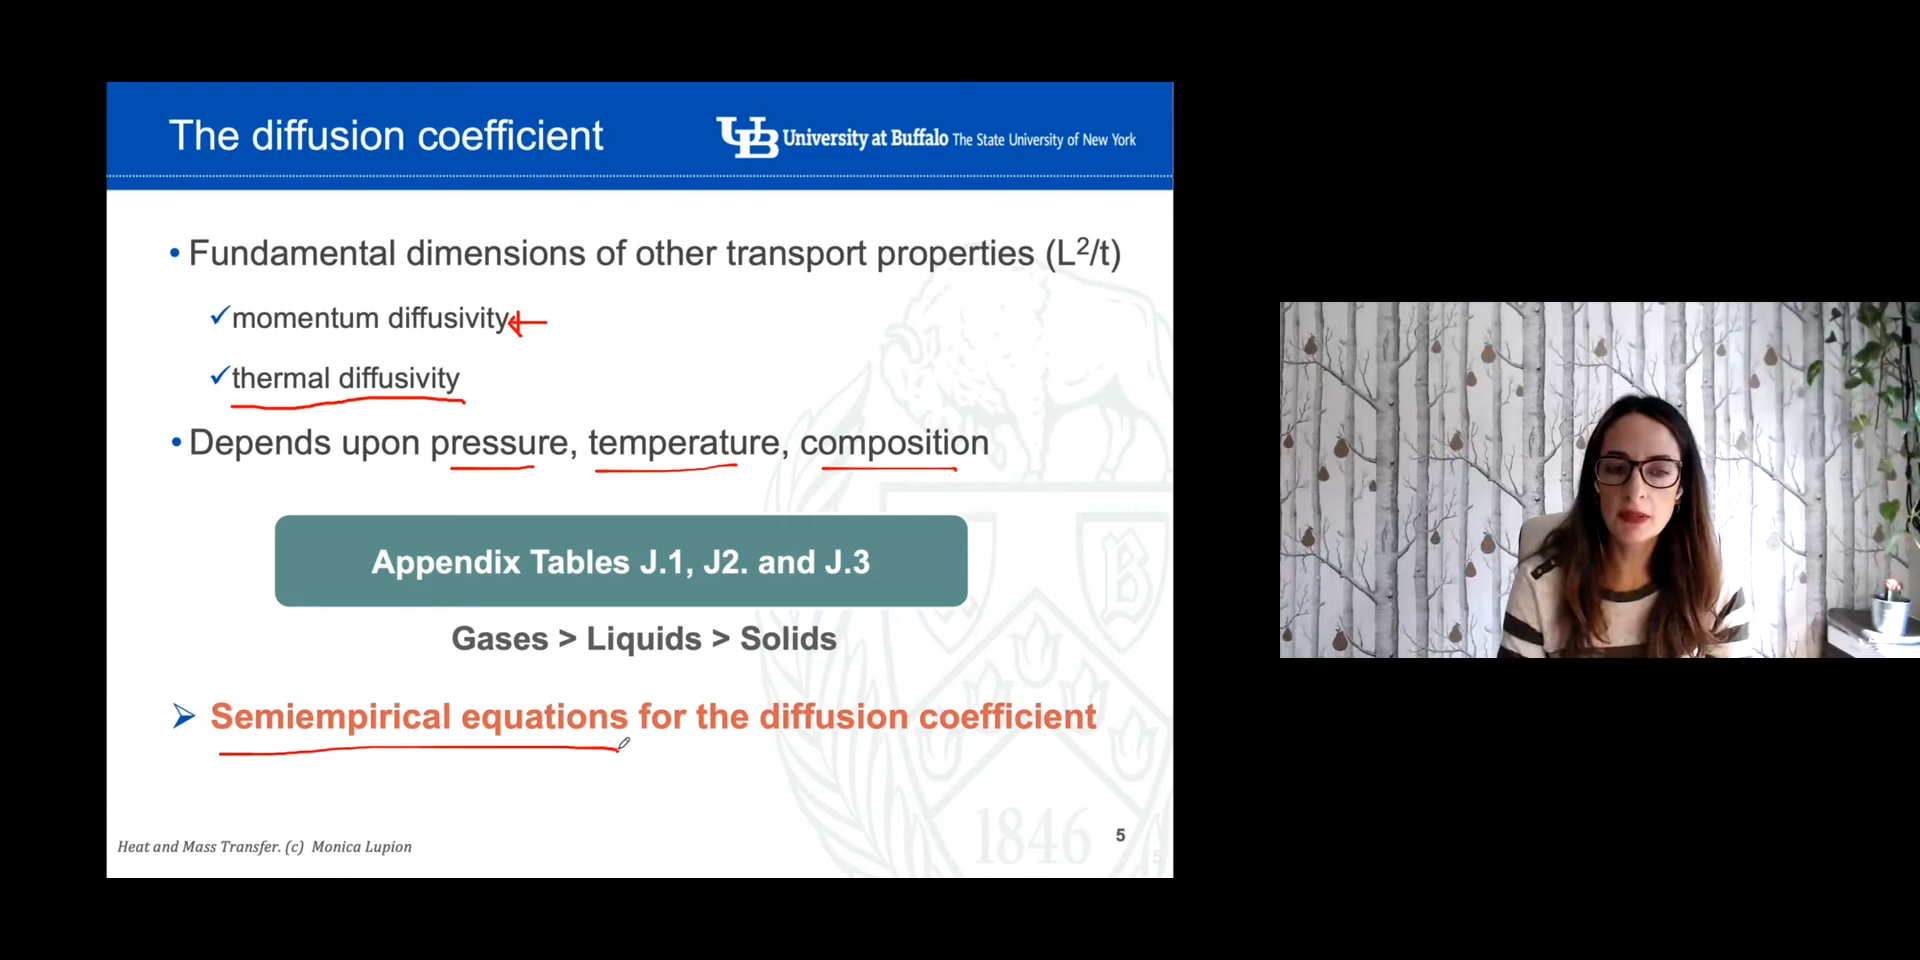 The diffusion coefficient
UB University at Buffalo The State University of New York
• Fundamental dimensions of other transport properties (L²/t)
✓momentum diffusivity
✓thermal diffusivity
• Depends upon pressure, temperature, composition
Appendix Tables J.1, J2. and J.3
Gases > Liquids > Solids
➢ Semiempirical equations for the diffusion coefficient
1846
Heat and Mass Transfer. (c) Monica Lupion
5
5